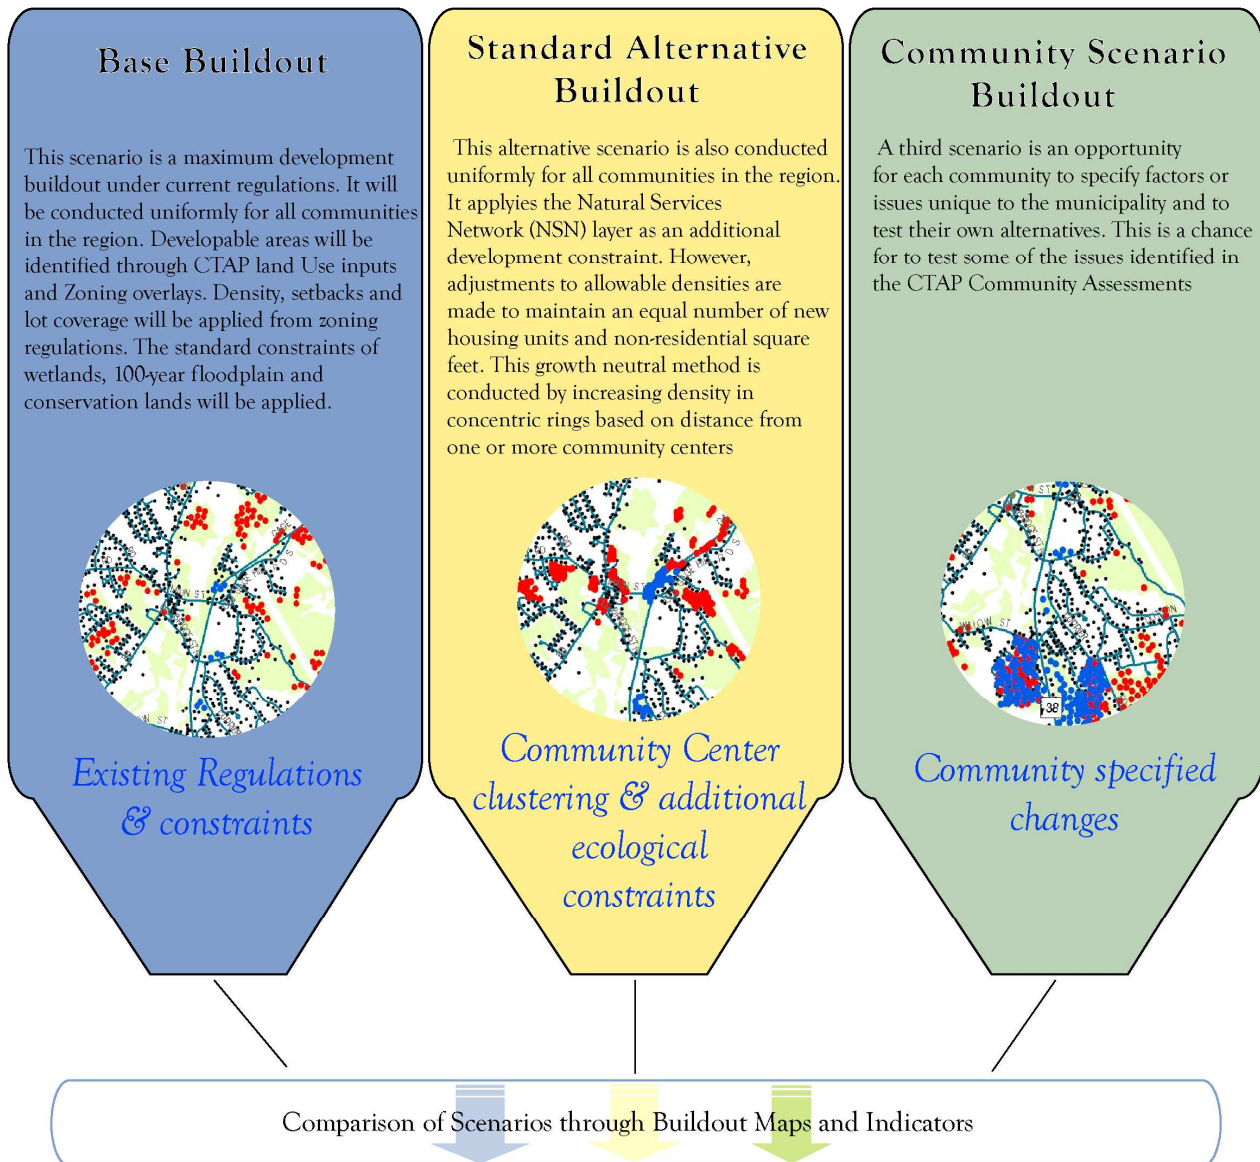 Base Buildout
This scenario is a maximum development
buildout under current regulations. It will
be conducted uniformly for all communities
in the region. Developable areas will be
identified through CTAP land Use inputs
and Zoning overlays. Density, setbacks and
lot coverage will be applied from zoning
regulations. The standard constraints of
wetlands, 100-year floodplain and
conservation lands will be applied.
Existing Regulations
& constraints
Standard Alternative
Buildout
This alternative scenario is also conducted
uniformly for all communities in the region.
It applyies the Natural Services
Network (NSN) layer as an additional
development constraint. However,
adjustments to allowable densities are
made to maintain an equal number of new
housing units and non-residential square
feet. This growth neutral method is
conducted by increasing density in
concentric rings based on distance from
one or more community centers
Community Center
clustering & additional
ecological
constraints
Community Scenario
Buildout
A third scenario is an opportunity
for each community to specify factors or
issues unique to the municipality and to
test their own alternatives. This is a chance
for to test some of the issues identified in
the CTAP Community Assessments
WILLOW ST
38
Community specified
changes
Comparison of Scenarios through Buildout Maps and Indicators